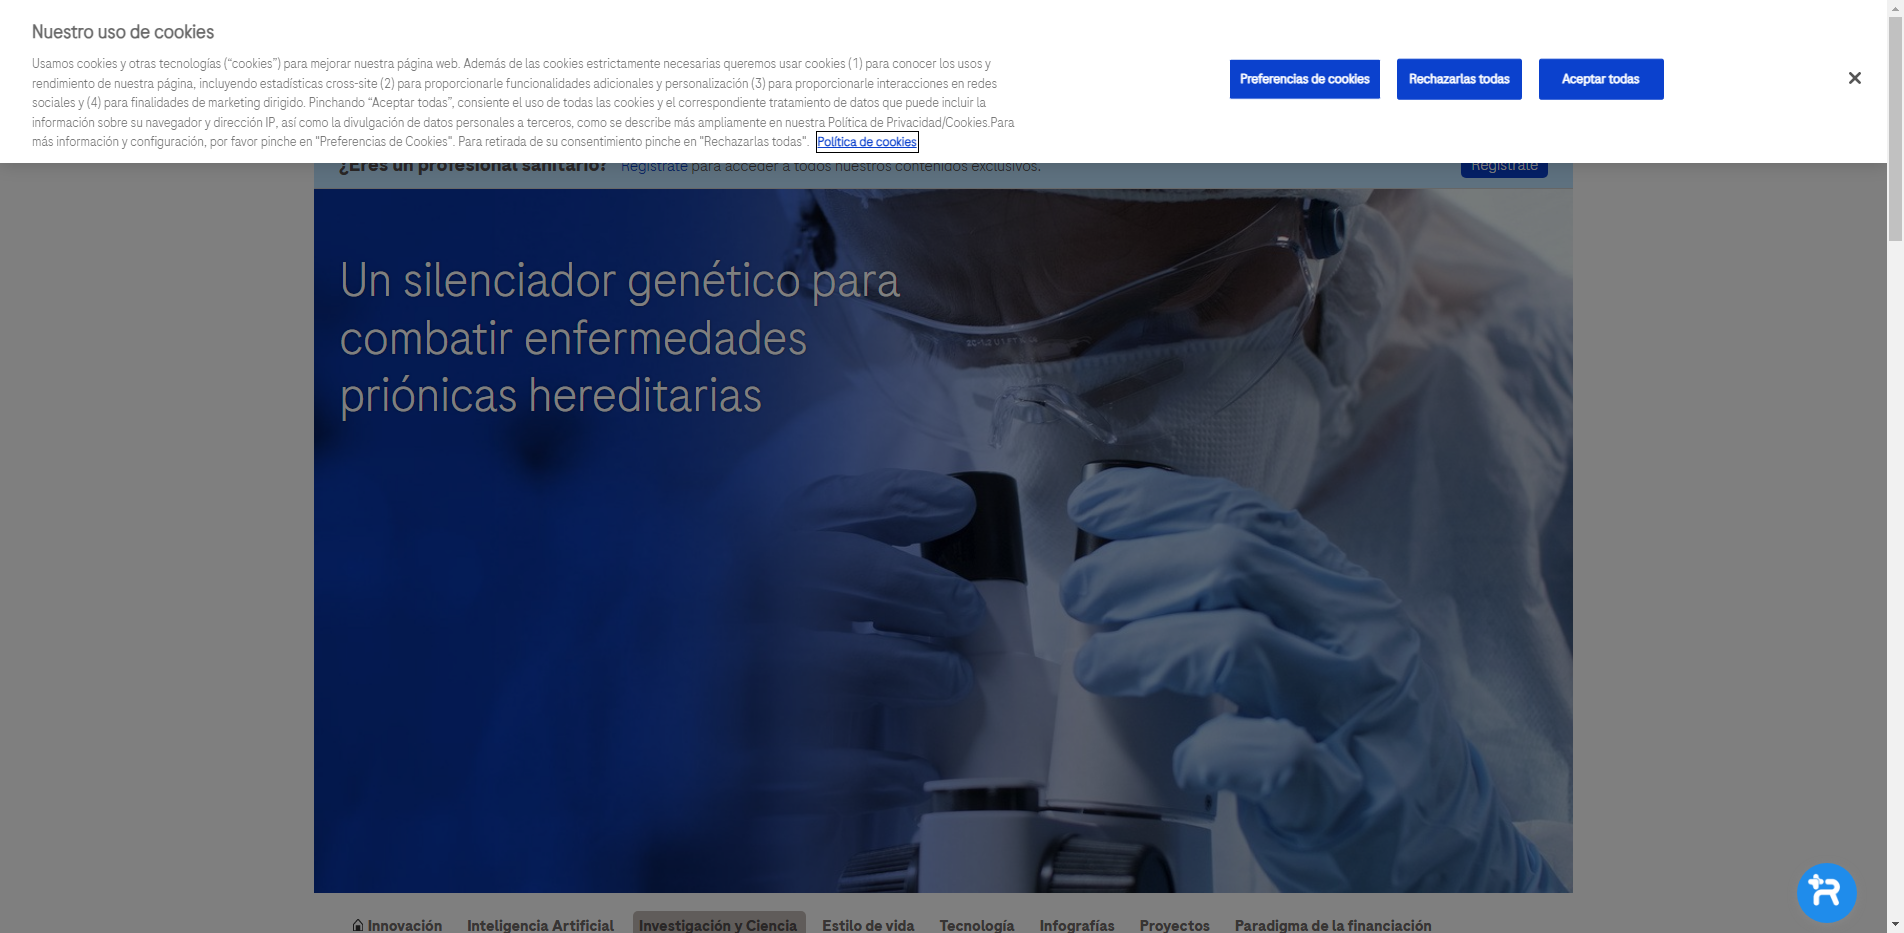 Nuestro uso de cookies
Usamos cookies y otras tecnologías (“cookies”) para mejorar nuestra página web. Además de las cookies estrictamente necesarias queremos usar cookies (1) para conocer los usos y
rendimiento de nuestra página, incluyendo estadísticas cross-site (2) para proporcionarle funcionalidades adicionales y personalización (3) para proporcionarle interacciones en redes
sociales y (4) para finalidades de marketing dirigido. Pinchando “Aceptar todas”, consiente el uso de todas las cookies y el correspondiente tratamiento de datos que puede incluir la
información sobre su navegador y dirección IP, así como la divulgación de datos personales a terceros, como se describe más ampliamente en nuestra Política de Privacidad/Cookies.Para
más información y configuración, por favor pinche en "Preferencias de Cookies". Para retirada de su consentimiento pinche en "Rechazarlas todas". Política de cookies
Preferencias de cookies
Rechazarlas todas
Aceptar todas
¿Eres un profesional sanitario? Regístrate para acceder a todos nuestros contenidos exclusivos.
Regístrate
Un silenciador genético para
combatir enfermedades
priónicas hereditarias
Innovación Inteligencia Artificial Investigación y Ciencia Estilo de vida Tecnología Infografías Proyectos Paradigma de la financiación